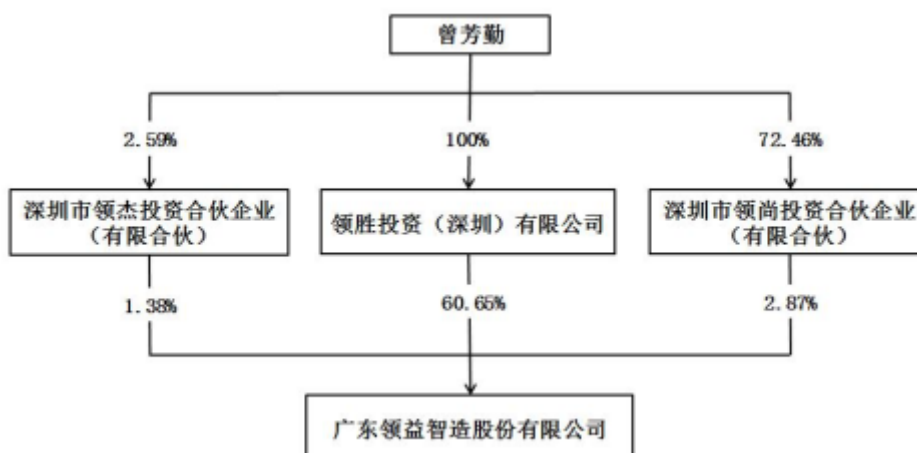 曾芳勤
2.59%
100%
72.46%
深圳市领杰投资合伙企业
（有限合伙）
领胜投资（深圳）有限公司
深圳市领尚投资合伙企业
（有限合伙）
1.38%
60.65%
2.87%
广东领益智造股份有限公司